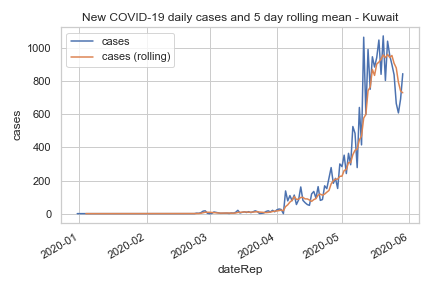 New COVID-19 daily cases and 5 day rolling mean - Kuwait
cases
cases (rolling)
1000
800
600
400
200
0
cases
2020-01
2020-02
2020-03
2020-04
2020-05
2020-06
dateRep